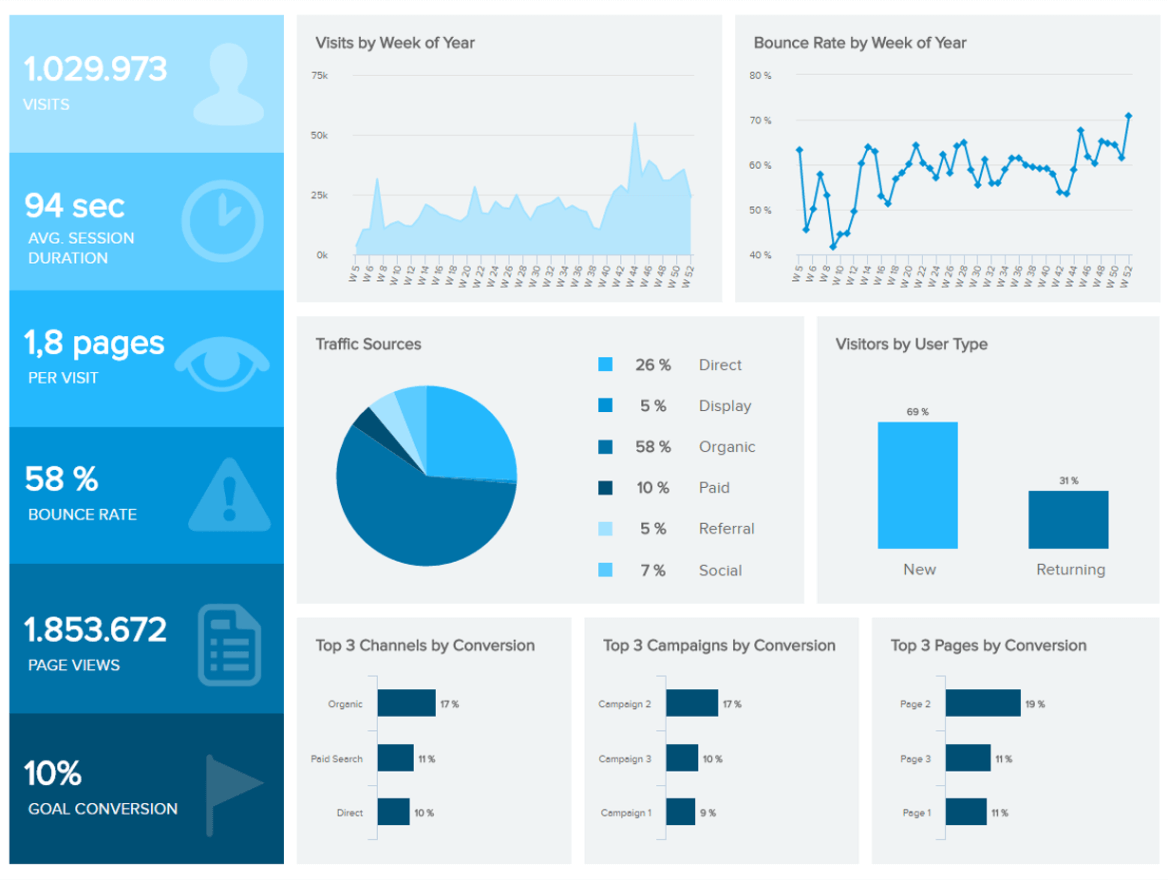 1.029.973
VISITS
94 sec
AVG. SESSION
DURATION
1,8 pages
PER VISIT
58 %
BOUNCE RATE
1.853.672
PAGE VIEWS
10%
GOAL CONVERSION
Visits by Week of Year
75k
50k
25k
0k
W 5 W 6 W 8 W 10 W 12 W 14 W 16 W 18 W 20 W 22 W 24 W 26 W 28 W 30 W 32 W 34 W 36 W 38 W 40 W 42 W 44 W 46 W 48 W 50 W 52
Bounce Rate by Week of Year
80 %
70 %
60 %
50 %
40 %
W 5 W 6 W 8 W 10 W 12 W 14 W 16 W 18 W 20 W 22 W 24 W 26 W 28 W 30 W 32 W 34 W 36 W 38 W 40 W 42 W 44 W 46 W 48 W 50 W 52
Traffic Sources
26 % Direct
5 % Display
58 % Organic
10 % Paid
5 % Referral
7 % Social
Visitors by User Type
69 %
31 %
New Returning
Top 3 Channels by Conversion
Organic 17 %
Paid Search 11 %
Direct 10 %
Top 3 Campaigns by Conversion
Campaign 2 17 %
Campaign 3 10 %
Campaign 1 9 %
Top 3 Pages by Conversion
Page 2 19 %
Page 3 11 %
Page 1 11 %